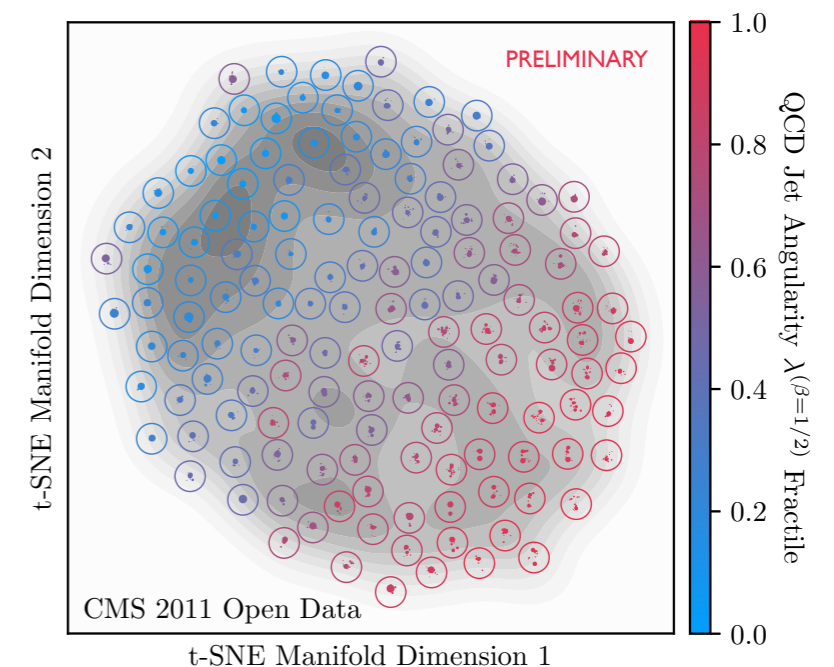 PRELIMINARY
t-SNE Manifold Dimension 2
CMS 2011 Open Data
t-SNE Manifold Dimension 1
1.0
0.8
0.6
0.4
0.2
0.0
QCD Jet Angularity λ^(β=1/2) Fractile